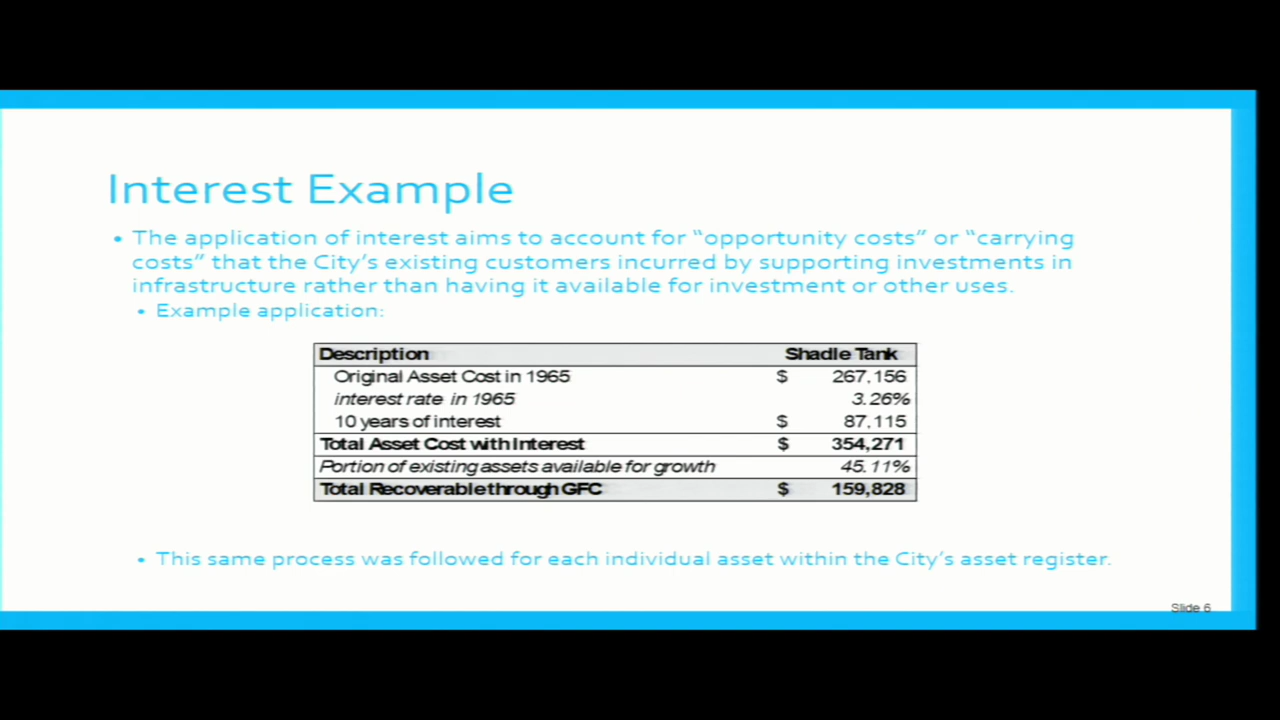 Interest Example
• The application of interest aims to account for “opportunity costs” or “carrying
costs” that the City’s existing customers incurred by supporting investments in
infrastructure rather than having it available for investment or other uses.
• Example application:
Description Shadle Tank
Original Asset Cost in 1965 $ 267,156
interest rate in 1965 3.26%
10 years of interest $ 87,115
Total Asset Cost with Interest $ 354,271
Portion of existing assets available for growth 45.11%
Total Recoverable through GFC $ 159,828
• This same process was followed for each individual asset within the City’s asset register.
Slide 6